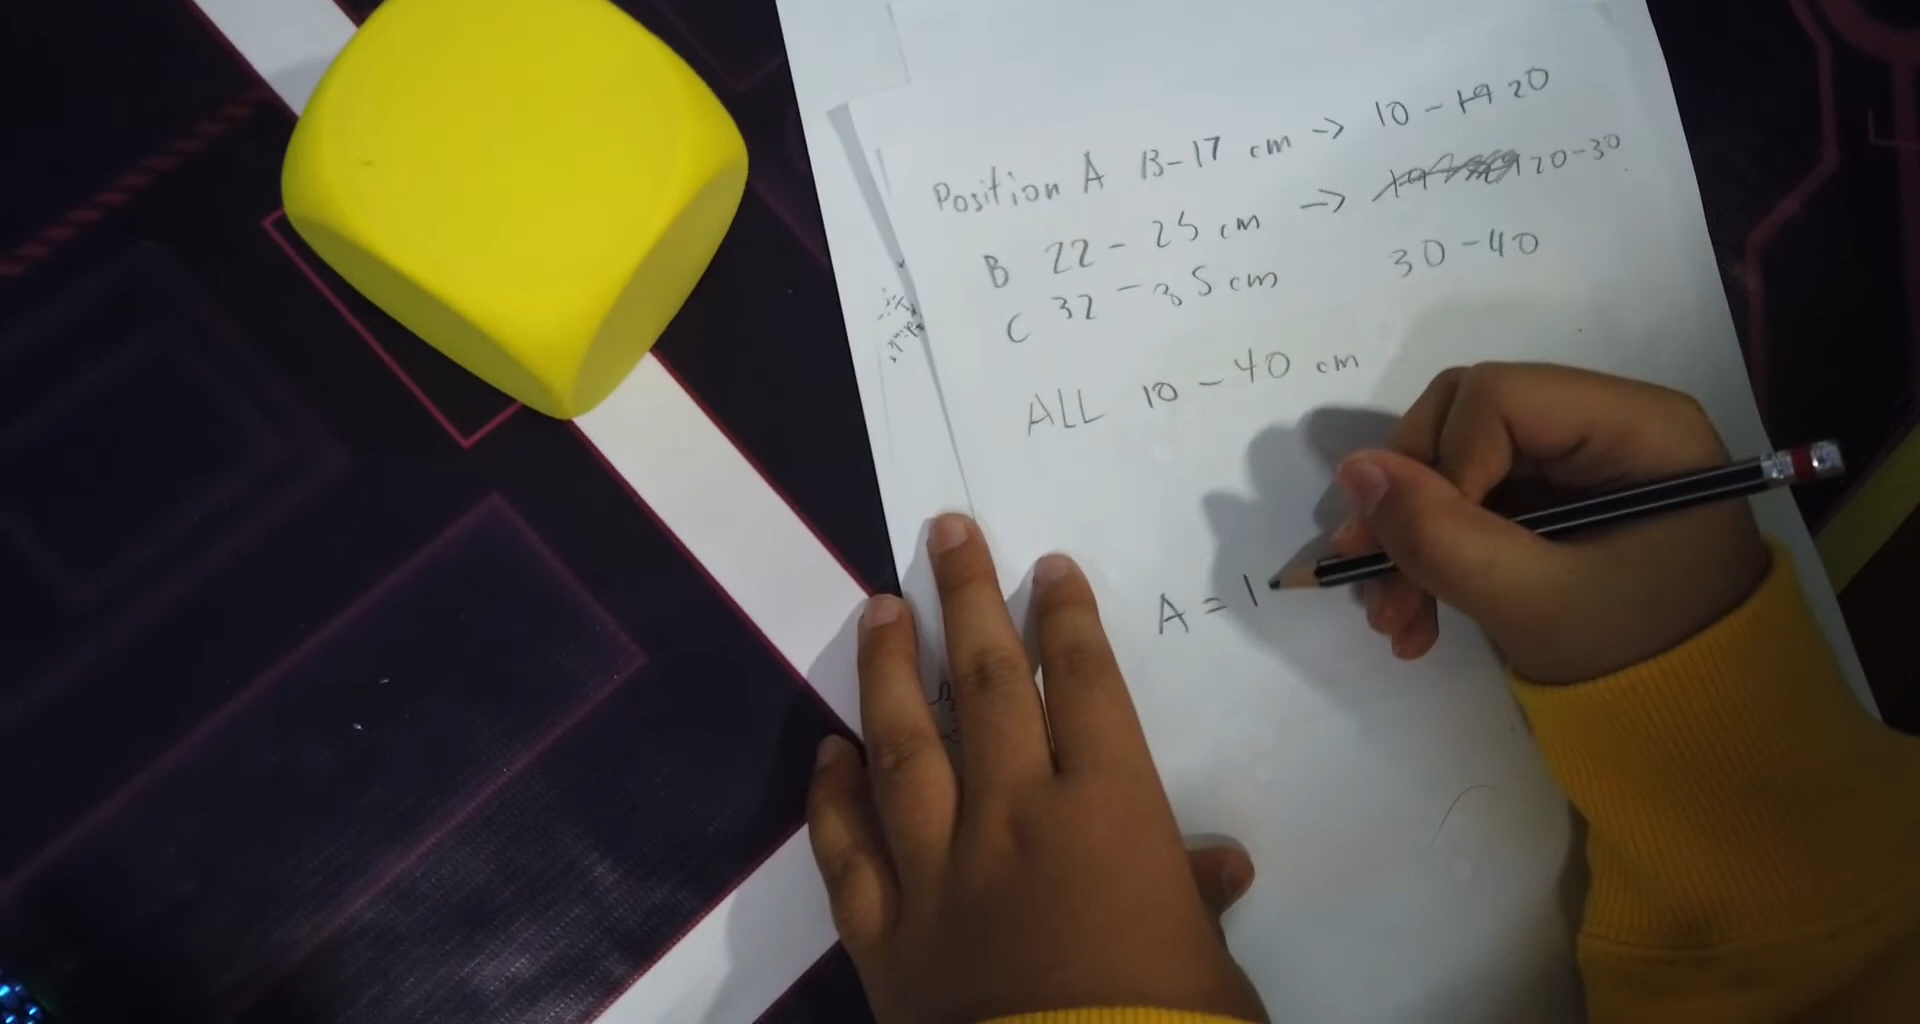 Position A 13-17 cm → 10 - 19 20
B 22 - 25 cm → 20-30
C 32 - 35 cm 30-40
ALL 10 - 40 cm
A = 1